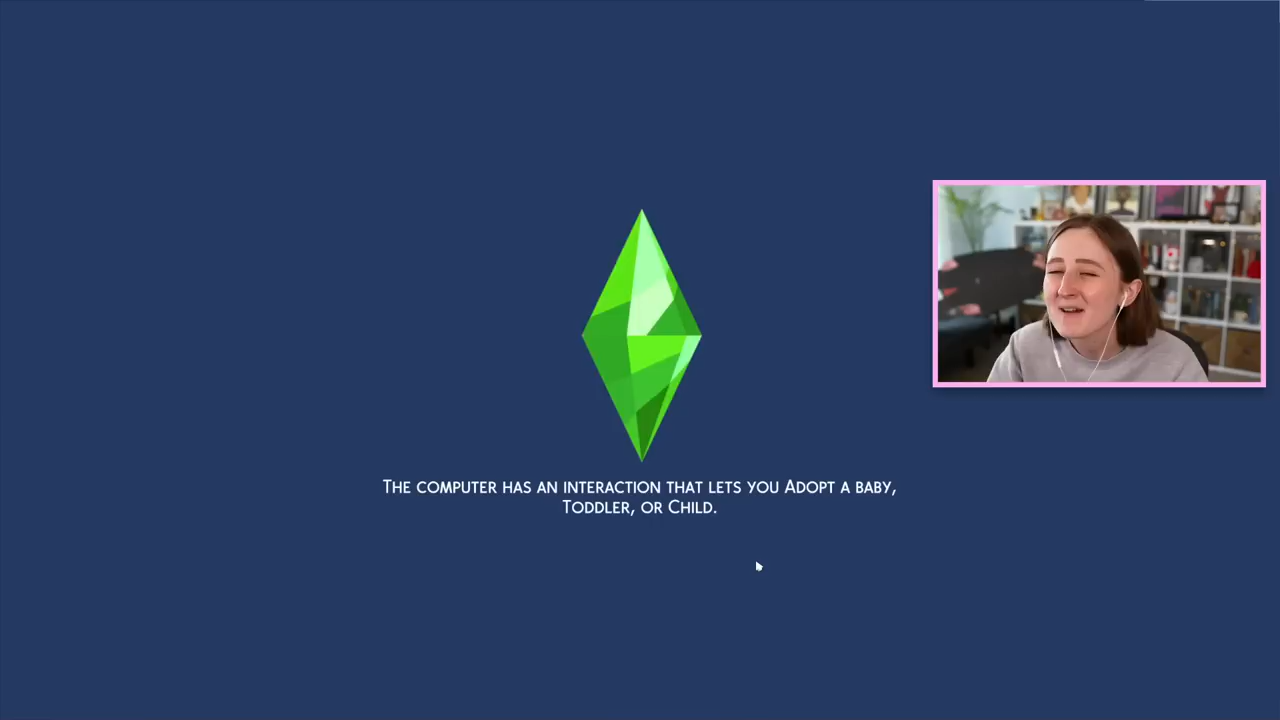 The computer has an interaction that lets you Adopt a baby,
Toddler, or Child.